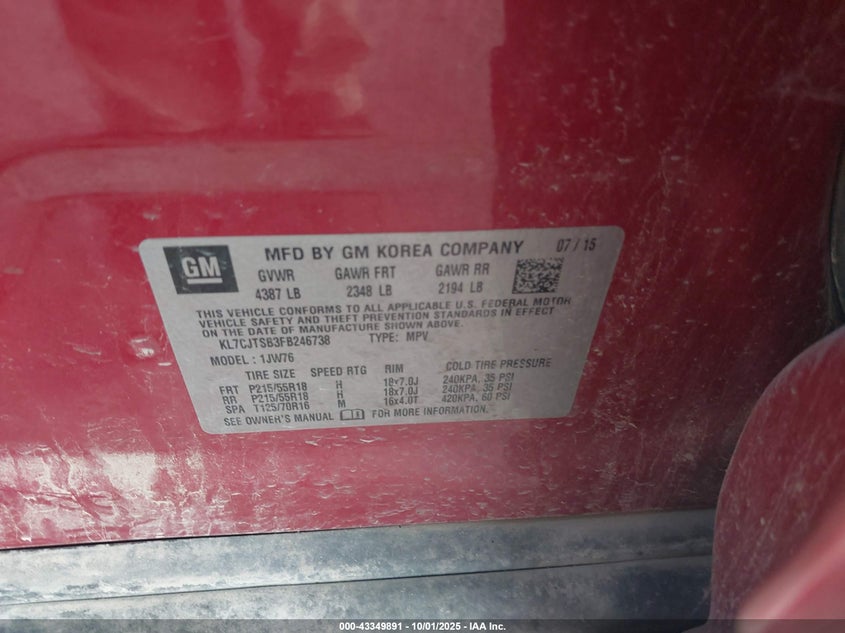 GM MFD BY GM KOREA COMPANY 07 / 15
GVWR GAWR FRT GAWR RR
4387 LB 2348 LB 2194 LB
THIS VEHICLE CONFORMS TO ALL APPLICABLE U.S. FEDERAL MOTOR
VEHICLE SAFETY AND THEFT PREVENTION STANDARDS IN EFFECT
ON THE DATE OF MANUFACTURE SHOWN ABOVE.
KL7CJTSB3FB246738 TYPE: MPV
MODEL : 1JW76
TIRE SIZE SPEED RTG RIM COLD TIRE PRESSURE
FRT P215/55R18 H 18x7.0J 240KPA, 35 PSI
RR P215/55R18 H 18x7.0J 240KPA, 35 PSI
SPA T125/70R16 M 16x4.0T 420KPA, 60 PSI
SEE OWNER'S MANUAL FOR MORE INFORMATION.
000-43349891 - 10/01/2025 - IAA Inc.